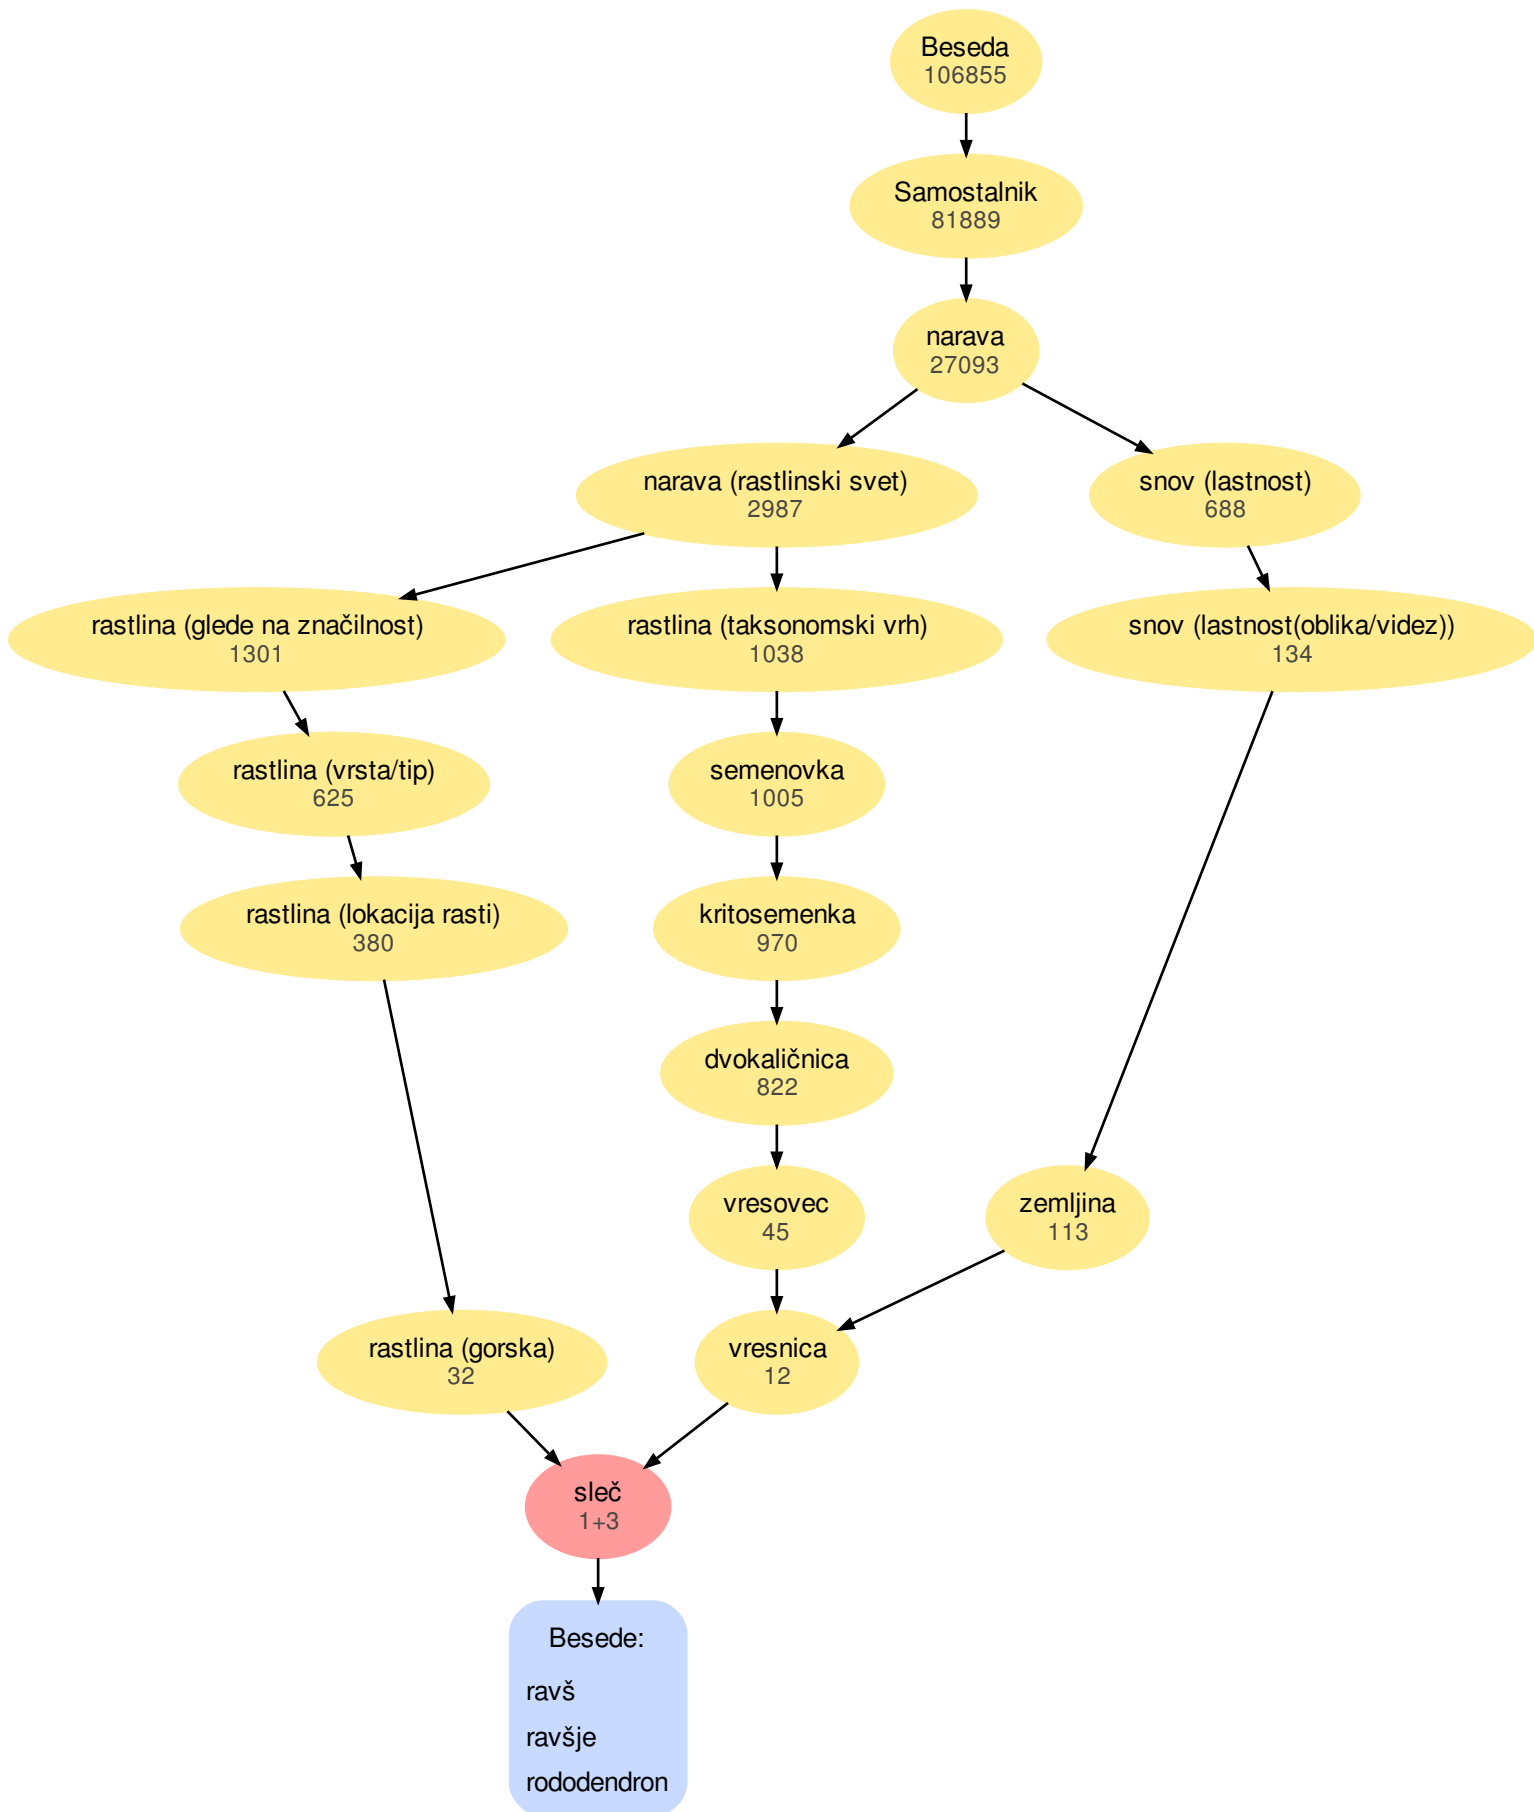 Beseda
106855
Samostalnik
81889
narava
27093
narava (rastlinski svet)
2987
snov (lastnost)
688
rastlina (glede na značilnost)
1301
rastlina (taksonomski vrh)
1038
snov (lastnost(oblika/videz))
134
rastlina (vrsta/tip)
625
semenovka
1005
rastlina (lokacija rasti)
380
kritosemenka
970
dvokaličnica
822
vresovec
45
zemljina
113
rastlina (gorska)
32
vresnica
12
sleč
1+3
Besede:
ravš
ravšje
rododendron